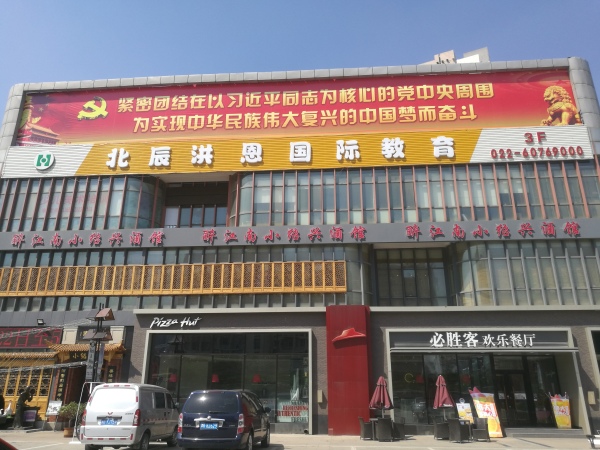 紧密团结在以习近平同志为核心的党中央周围
为实现中华民族伟大复兴的中国梦而奋斗
北辰洪恩国际教育
3F
022-60769000
醉江南小绍兴酒馆 醉江南小绍兴酒馆 醉江南小绍兴酒馆
Pizza Hut
必胜客 欢乐餐厅